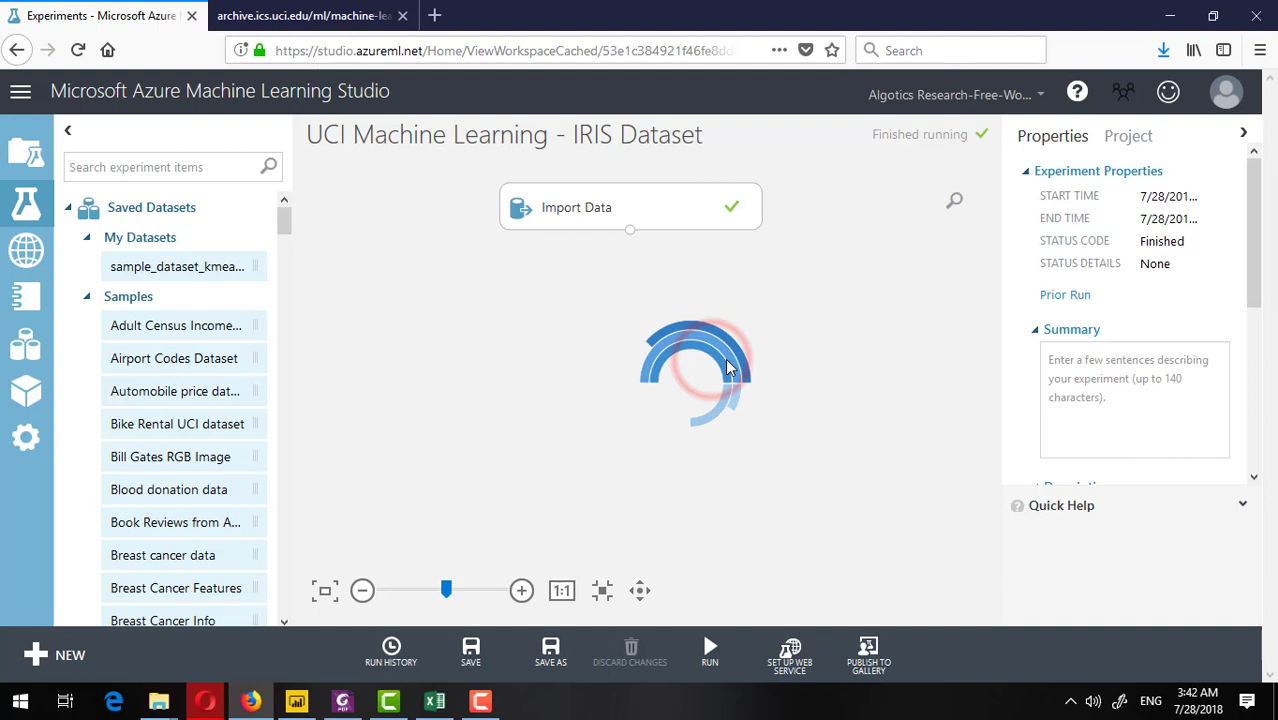 Experiments - Microsoft Azure
archive.ics.uci.edu/ml/machine-le
https://studio.azureml.net/Home/ViewWorkspaceCached/53e1c384921f46fe8dd
Search
Microsoft Azure Machine Learning Studio
Algotics Research-Free-Wo...
Search experiment items
Saved Datasets
My Datasets
sample_dataset_kmea...
Samples
Adult Census Income...
Airport Codes Dataset
Automobile price dat...
Bike Rental UCI dataset
Bill Gates RGB Image
Blood donation data
Book Reviews from A...
Breast cancer data
Breast Cancer Features
Breast Cancer Info
UCI Machine Learning - IRIS Dataset
Finished running
Import Data
1:1
Properties
Project
Experiment Properties
START TIME 7/28/201...
END TIME 7/28/201...
STATUS CODE Finished
STATUS DETAILS None
Prior Run
Summary
Enter a few sentences describing
your experiment (up to 140
characters).
Quick Help
NEW
RUN HISTORY
SAVE
SAVE AS
DISCARD CHANGES
RUN
SET UP WEB
SERVICE
PUBLISH TO
GALLERY
ENG
3:42 AM
7/28/2018